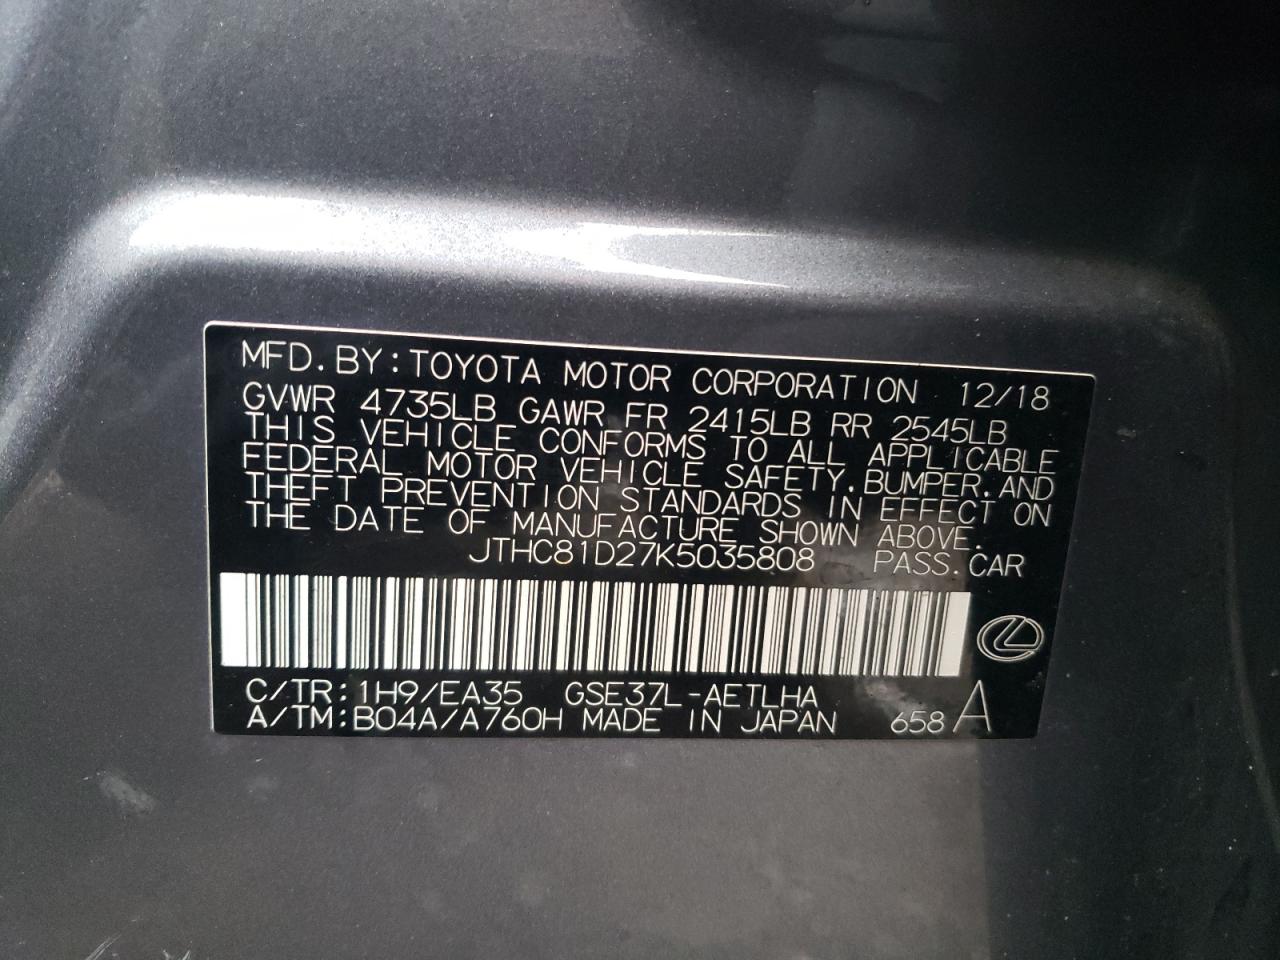 MFD. BY: TOYOTA MOTOR CORPORATION 12/18
GVWR 4735LB GAWR FR 2415LB RR 2545LB
THIS VEHICLE CONFORMS TO ALL APPLICABLE
FEDERAL MOTOR VEHICLE SAFETY, BUMPER, AND
THEFT PREVENTION STANDARDS IN EFFECT ON
THE DATE OF MANUFACTURE SHOWN ABOVE.
JTHC81D27K5035808 PASS. CAR
C/TR: 1H9/EA35 GSE37L-AETLHA
A/TM: B04A/A760H MADE IN JAPAN 658 A